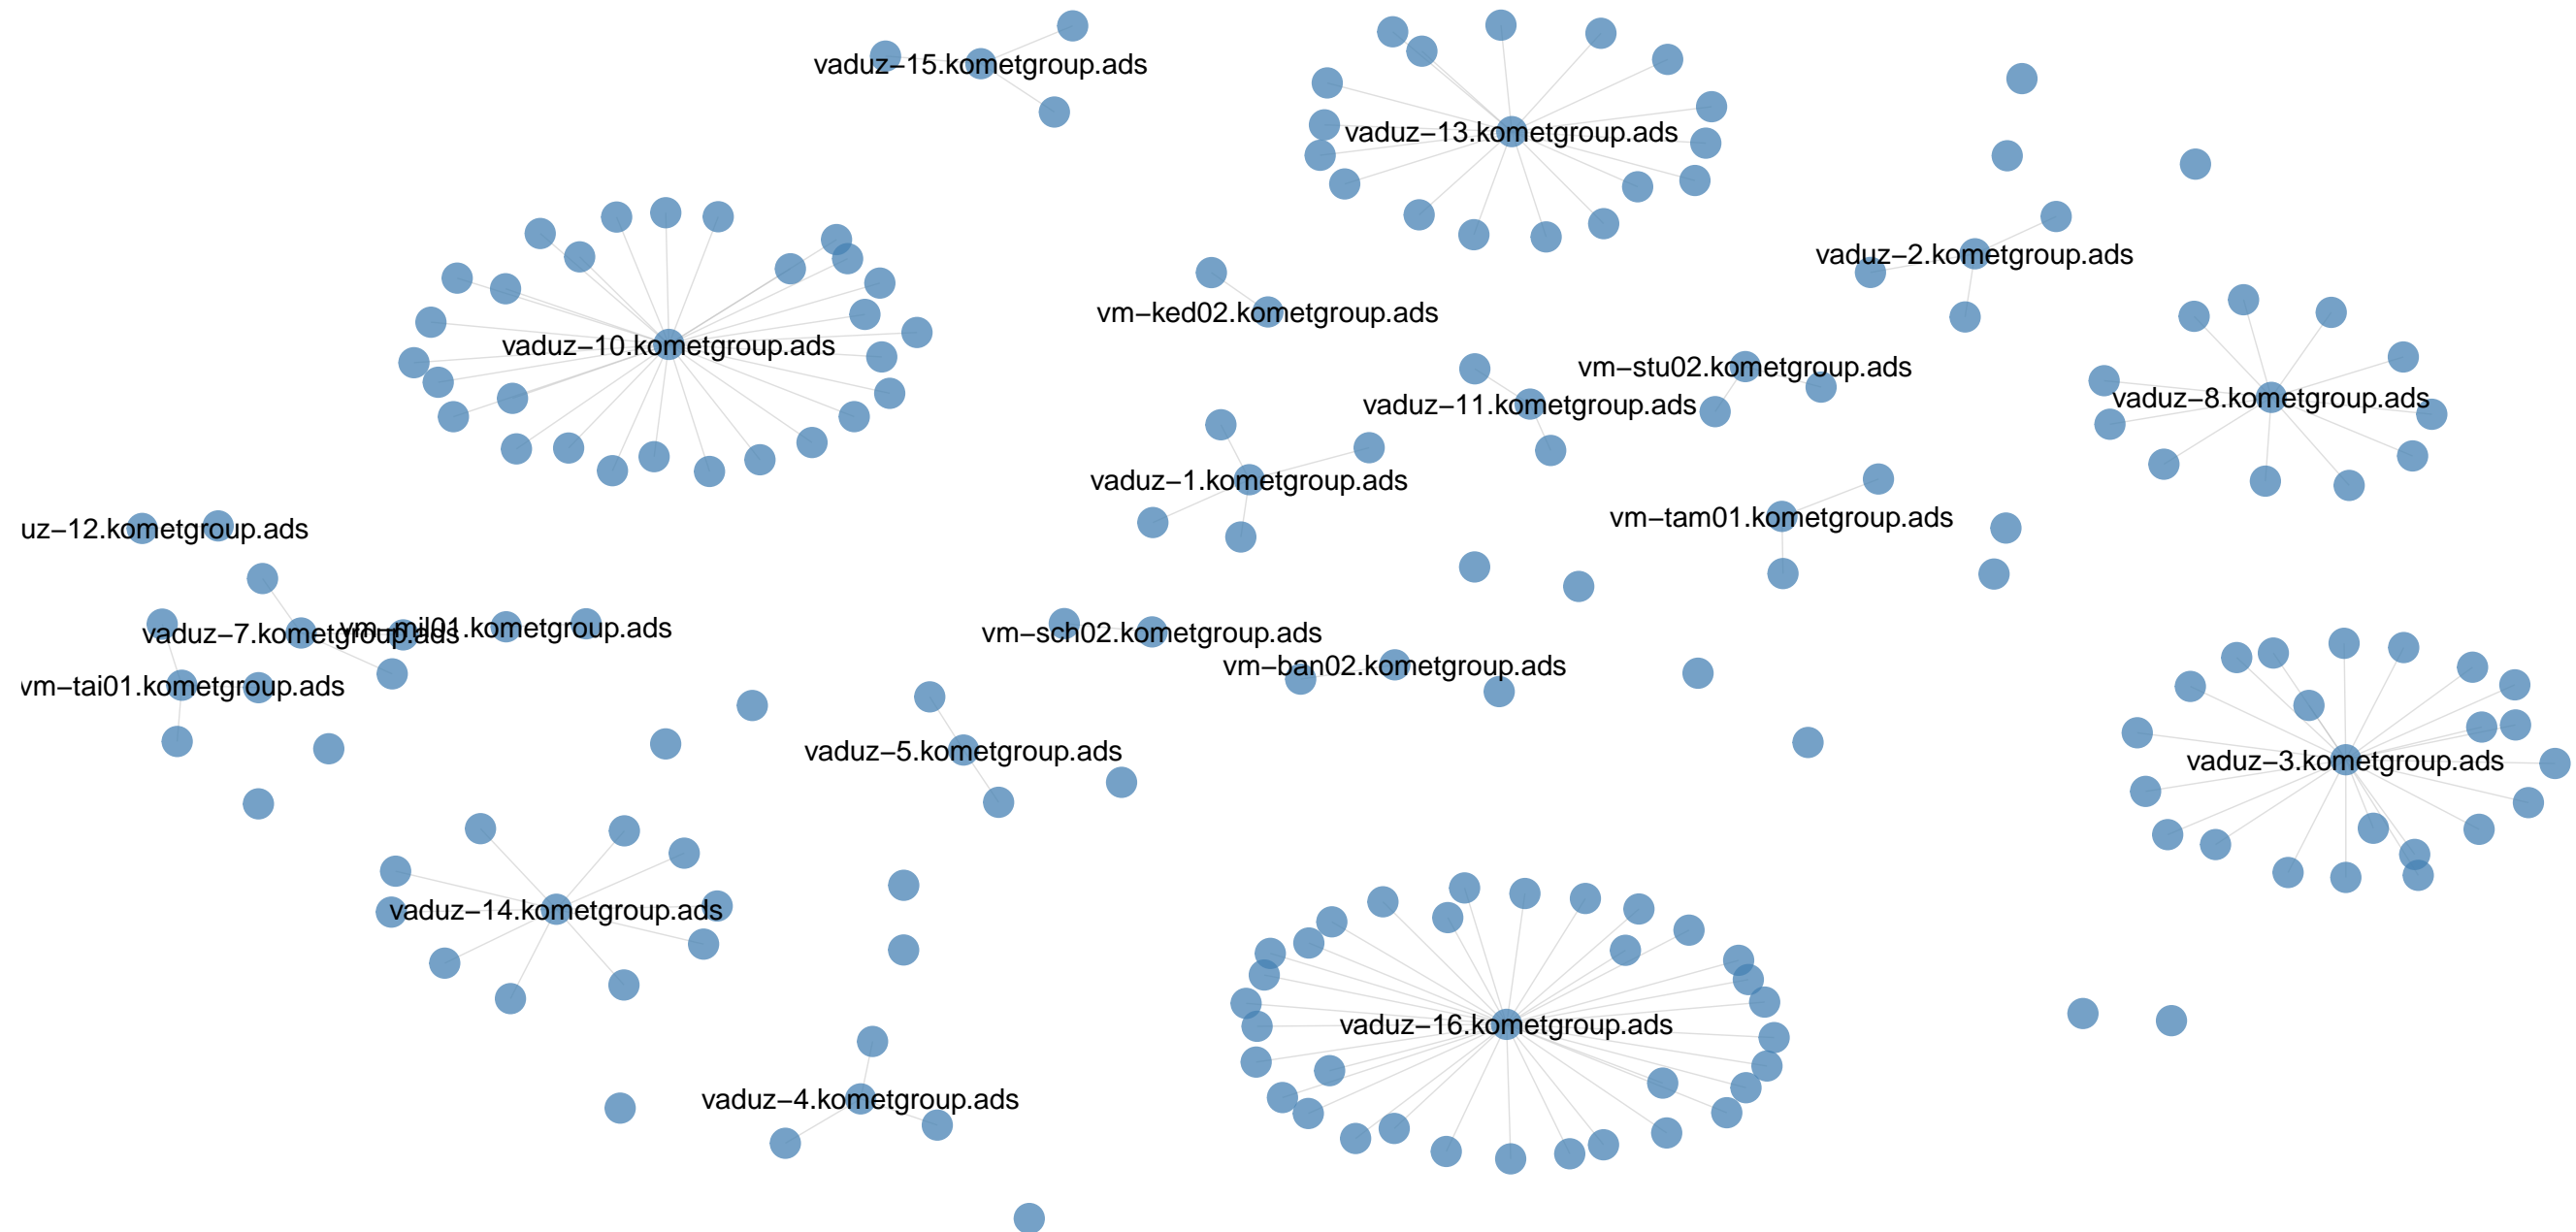 vaduz−15.kometgroup.ads
vaduz−13.kometgroup.ads
vaduz−2.kometgroup.ads
vm−ked02.kometgroup.ads
vaduz−10.kometgroup.ads
vm−stu02.kometgroup.ads
vaduz−8.kometgroup.ads
vaduz−11.kometgroup.ads
vaduz−1.kometgroup.ads
vm−tam01.kometgroup.ads
uz−12.kometgroup.ads
vm−mil01.kometgroup.ads
vaduz−7.kometgroup.ads
vm−sch02.kometgroup.ads
vm−ban02.kometgroup.ads
vm−tai01.kometgroup.ads
vaduz−5.kometgroup.ads
vaduz−3.kometgroup.ads
vaduz−14.kometgroup.ads
vaduz−16.kometgroup.ads
vaduz−4.kometgroup.ads